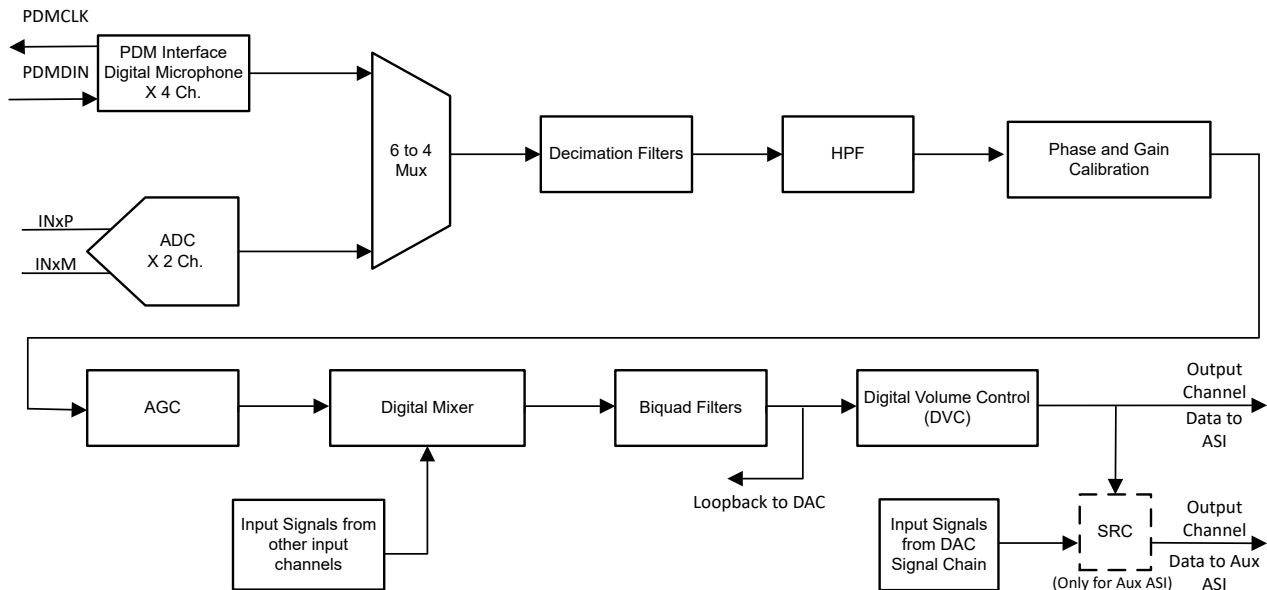 PDMCLK
PDMDIN
PDM Interface
Digital Microphone
X 4 Ch.
INxP
INxM
ADC
X 2 Ch.
6 to 4
Mux
Decimation Filters
HPF
Phase and Gain
Calibration
AGC
Digital Mixer
Input Signals from
other input
channels
Biquad Filters
Loopback to DAC
Digital Volume Control
(DVC)
Output
Channel
Data to
ASI
Input Signals
from DAC
Signal Chain
SRC
(Only for Aux ASI)
Output
Channel
Data to Aux
ASI